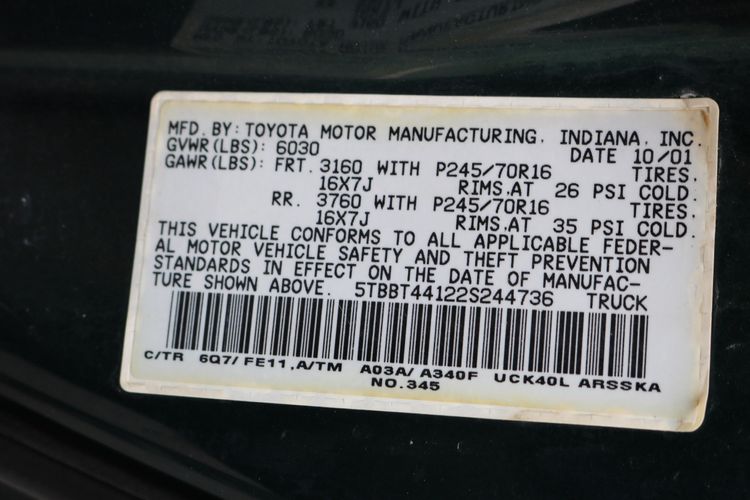 MFD. BY: TOYOTA MOTOR MANUFACTURING, INDIANA, INC.
GVWR(LBS): 6030 DATE 10/01
GAWR(LBS): FRT. 3160 WITH P245/70R16 TIRES.
16X7J RIMS.AT 26 PSI COLD.
RR. 3760 WITH P245/70R16 TIRES.
16X7J RIMS.AT 35 PSI COLD.
THIS VEHICLE CONFORMS TO ALL APPLICABLE FEDER-
AL MOTOR VEHICLE SAFETY AND THEFT PREVENTION
STANDARDS IN EFFECT ON THE DATE OF MANUFAC-
TURE SHOWN ABOVE. 5TBBT44122S244736 TRUCK
C/TR 6Q7/FE11,A/TM A03A/A340F UCK40L ARSSKA
NO.345